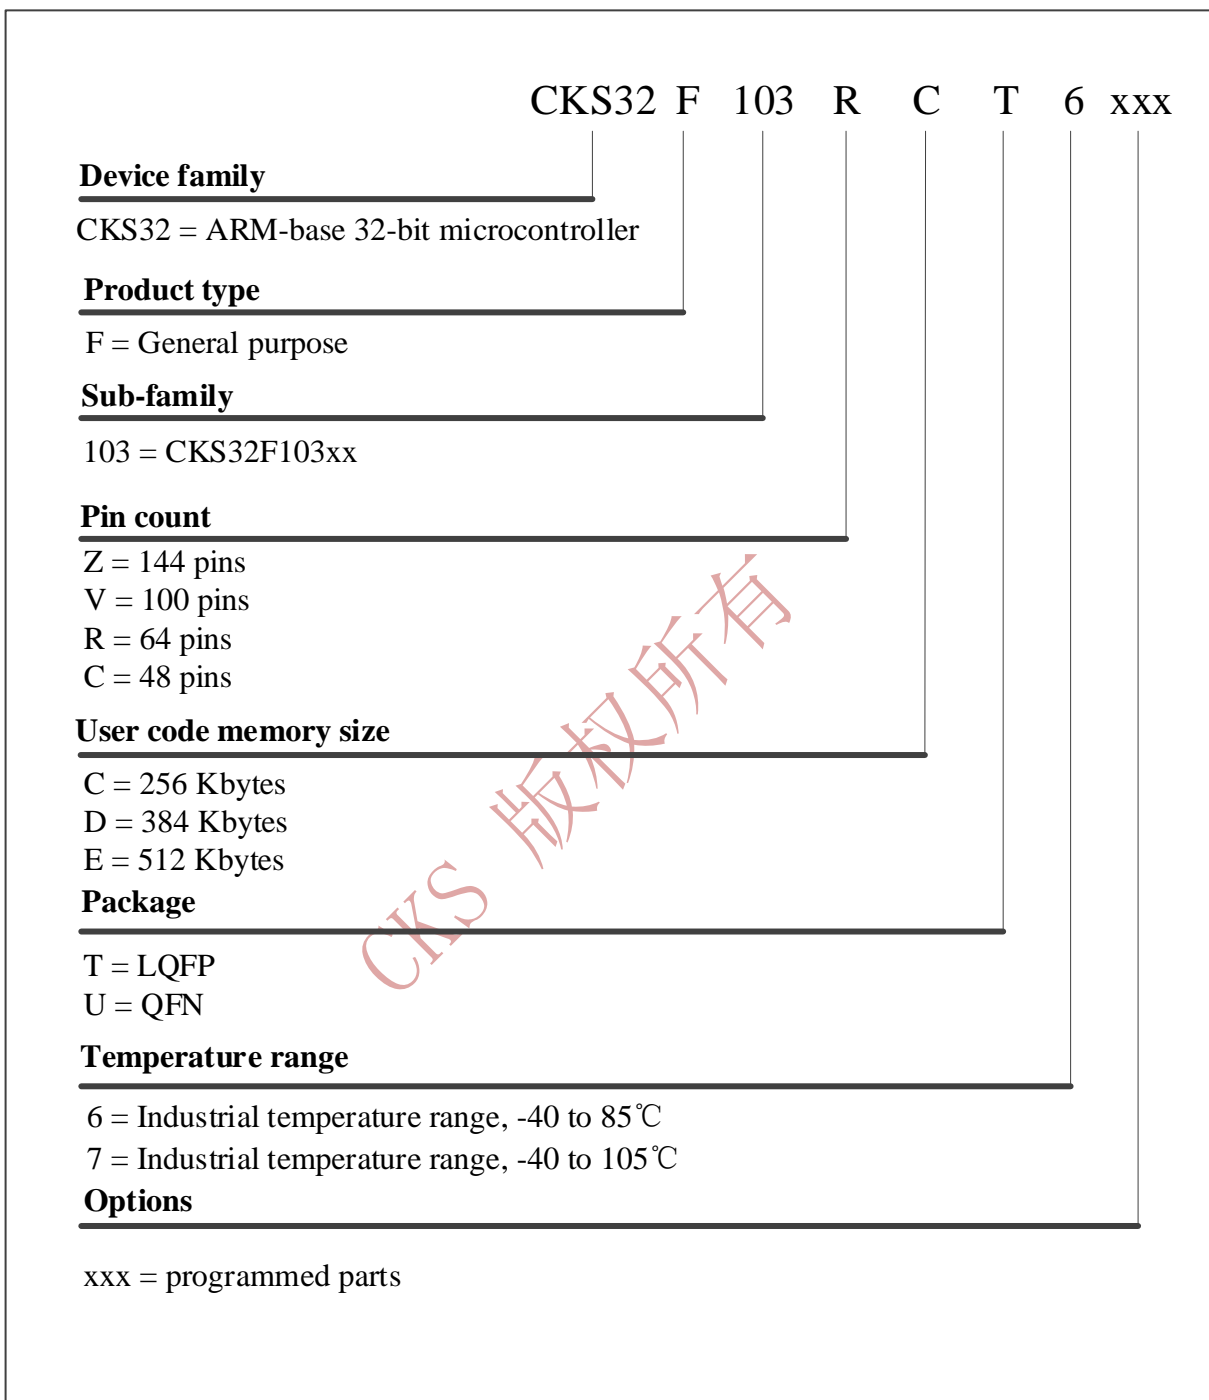 CKS32 F 103 R C T 6 xxx
Device family
CKS32 = ARM-base 32-bit microcontroller
Product type
F = General purpose
Sub-family
103 = CKS32F103xx
Pin count
Z = 144 pins
V = 100 pins
R = 64 pins
C = 48 pins
User code memory size
C = 256 Kbytes
D = 384 Kbytes
E = 512 Kbytes
Package
T = LQFP
U = QFN
Temperature range
6 = Industrial temperature range, -40 to 85℃
7 = Industrial temperature range, -40 to 105℃
Options
xxx = programmed parts
CKS 版权所有